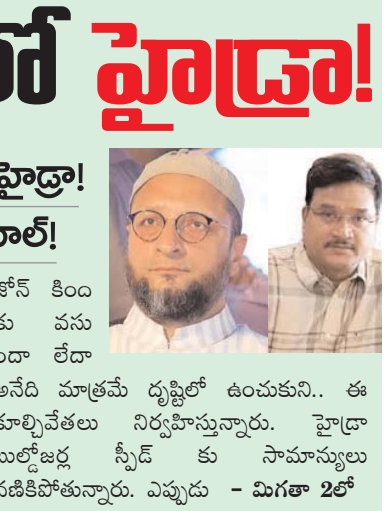 లో హైడ్రా!
హైడ్రా!
వాల్!
జోన్ కింద
కు వసు
ందా లేదా
అనేది మాత్రమే దృష్టిలో ఉంచుకుని.. ఈ
కూల్చివేతలు నిర్వహిస్తున్నారు. హైడ్రా
బుల్డోజర్ల స్పీడ్ కు సామాన్యులు
వణికిపోతున్నారు. ఎప్పుడు - మిగతా 2లో